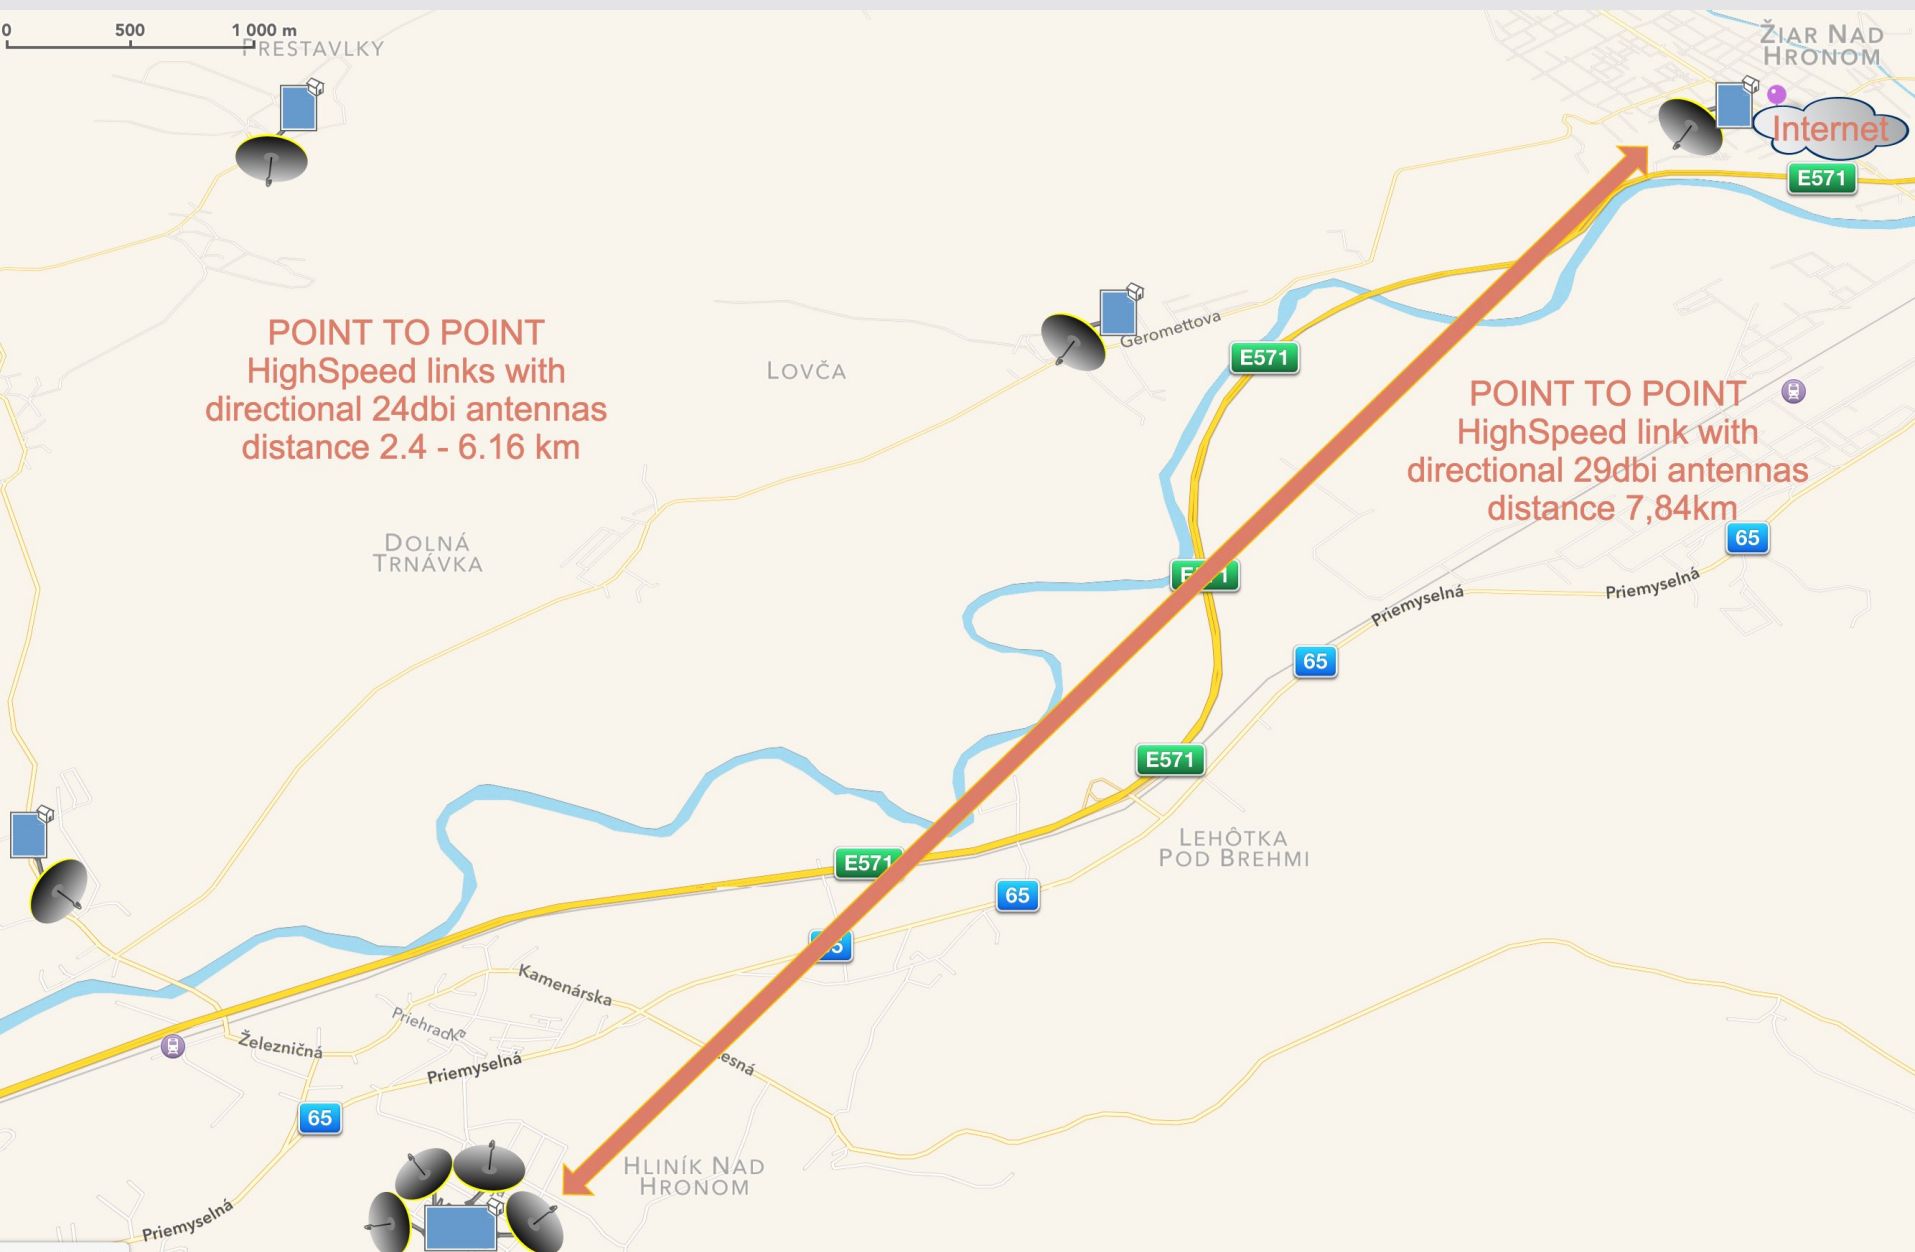 0 500 1 000 m
PRESTAVLKY
ŽIAR NAD
HRONOM
Internet
E571
Geromettova
E571
POINT TO POINT
HighSpeed links with
directional 24dbi antennas
distance 2.4 - 6.16 km
LOVČA
POINT TO POINT
HighSpeed link with
directional 29dbi antennas
distance 7,84km
65
DOLNÁ
TRNÁVKA
E571
Priemyselná
Priemyselná
65
E571
LEHÔTKA
POD BREHMI
E571
65
65
Kamenárska
Železničná
Priemyselná
65
HLINÍK NAD
HRONOM
Priemyselná